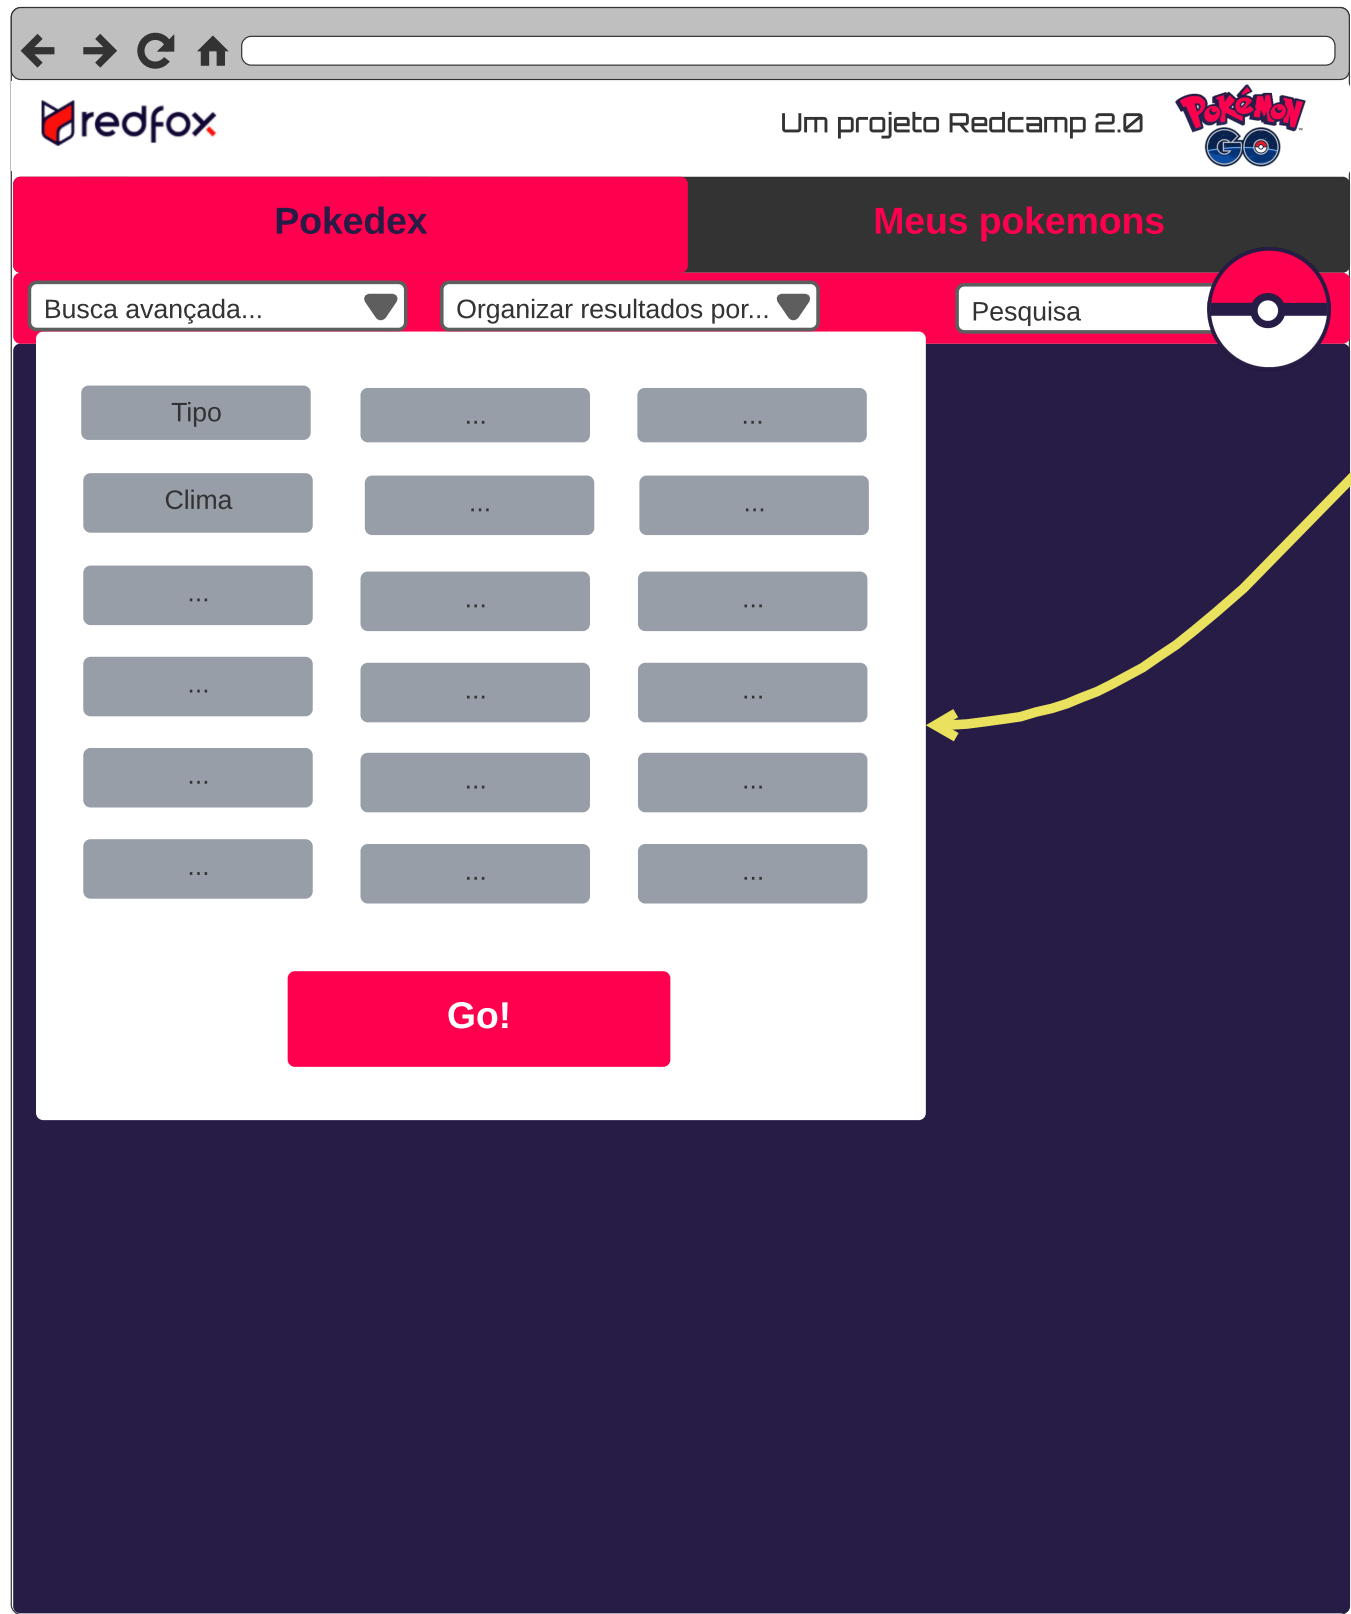 redfox
Um projeto Redcamp 2.0
POKéMON
GO
Pokedex
Meus pokemons
Busca avançada...
Organizar resultados por...
Pesquisa
Tipo
...
...
Clima
...
...
...
...
...
...
...
...
...
...
...
...
...
...
Go!